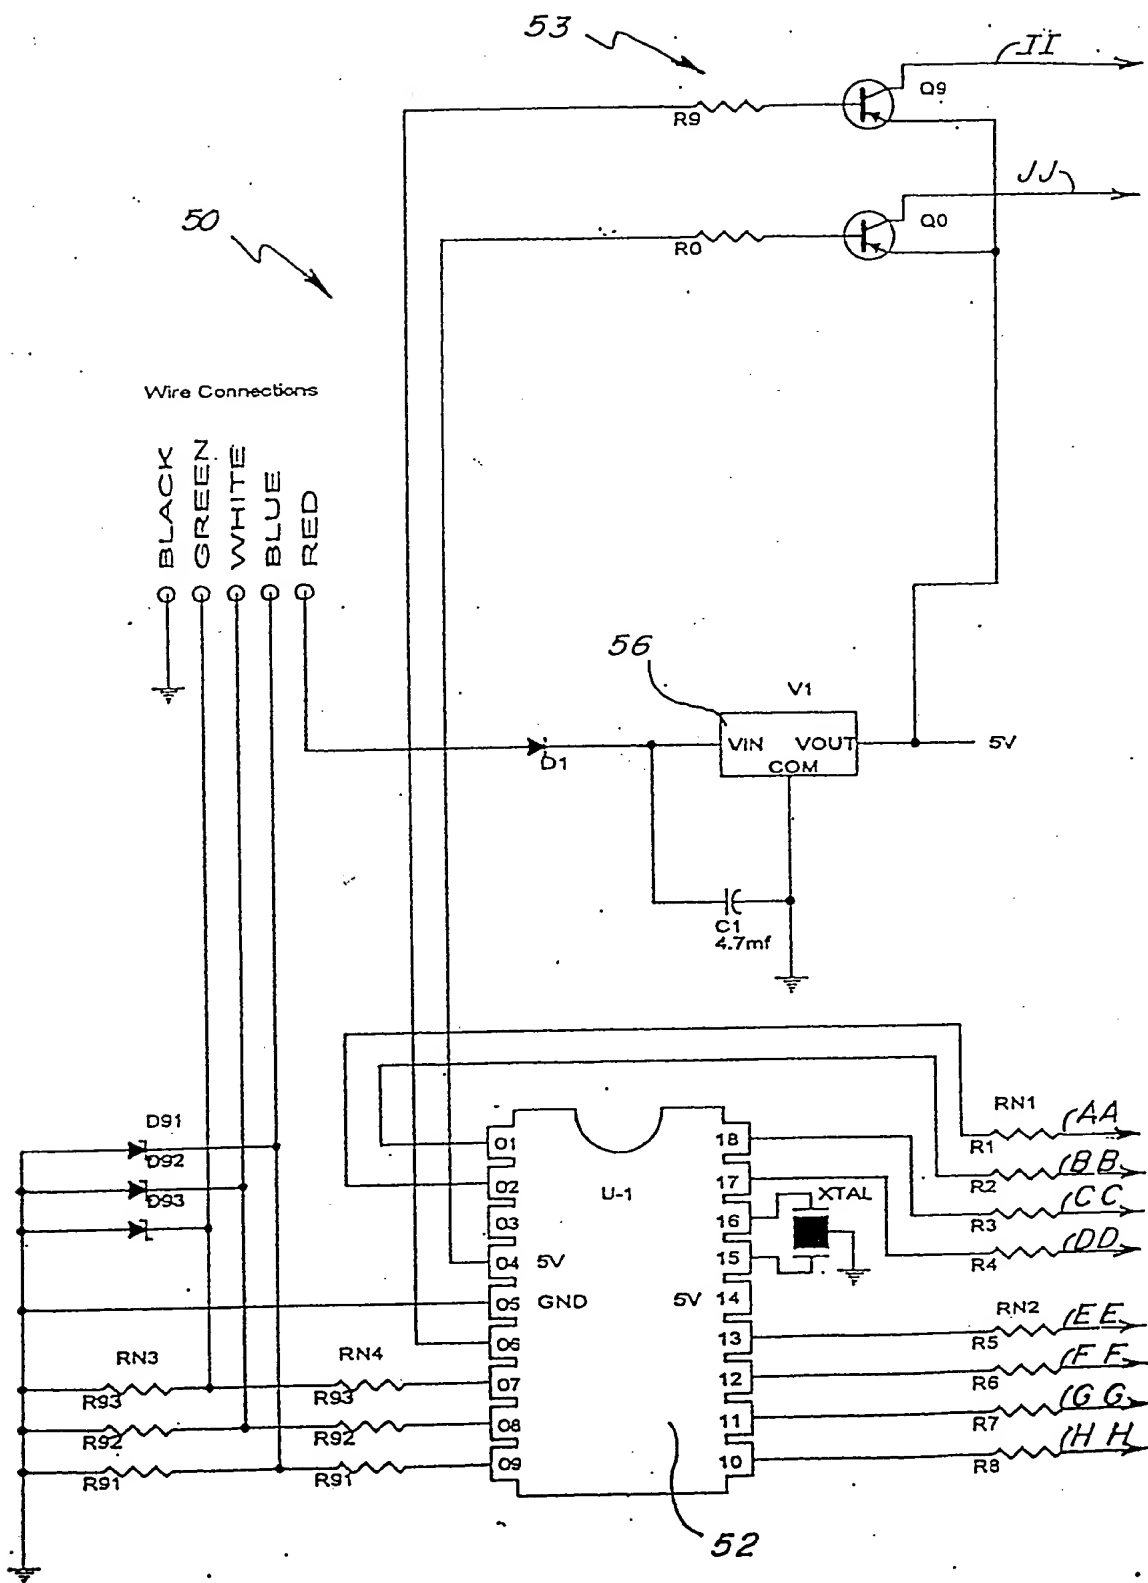 53
II
Q9
R9
JJ
50
Q0
R0
Wire Connections
BLACK
GREEN
WHITE
BLUE
RED
56
V1
VIN VOUT
COM
5V
D1
C1
4.7mf
D91
D92
D93
RN1
AA
R1
BB
R2
CC
R3
DD
R4
01
02
03
04 5V
05 GND
06
07
08
09
U-1
18
17
16
15
5V 14
13
12
11
10
XTAL
RN2
EE
R5
FF
R6
GG
R7
HH
R8
RN3
RN4
R93
R93
R92
R92
R91
R91
52